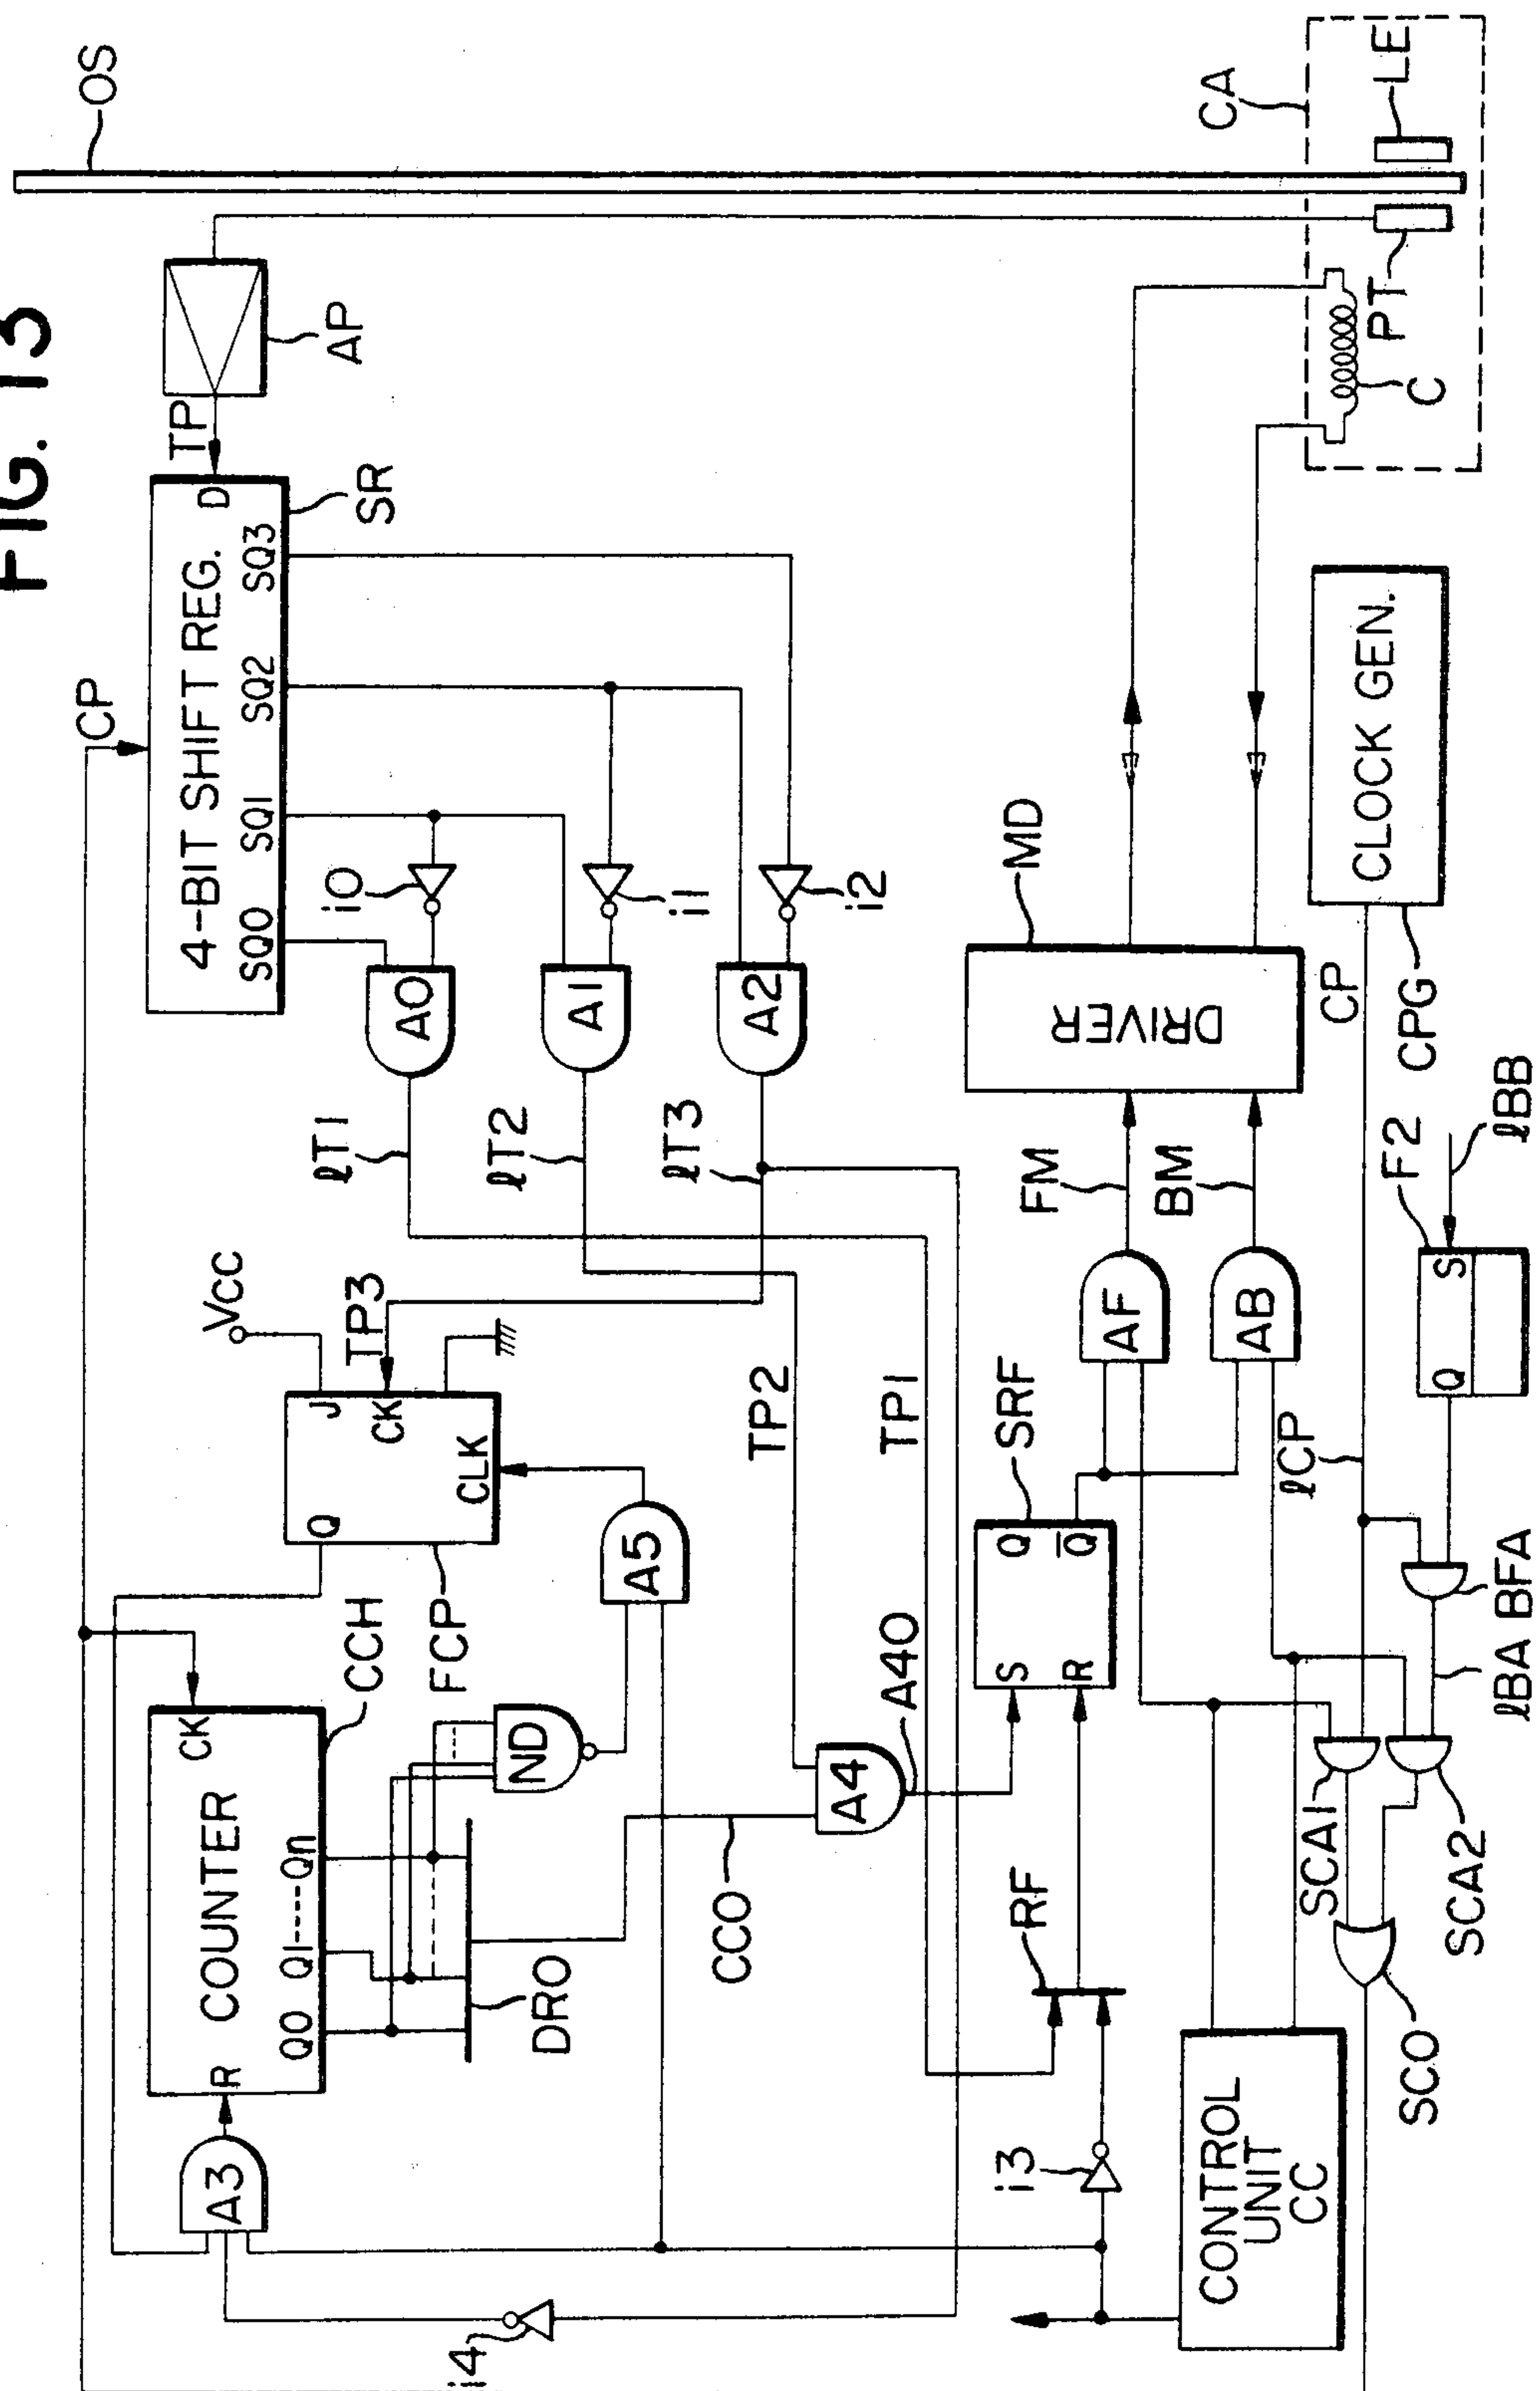 FIG. 13
OS
AP
TP
CP
4-BIT SHIFT REG.
D
SQ0
SQ1
SQ2
SQ3
SR
i0
i1
i2
A0
A1
A2
ℓT1
ℓT2
ℓT3
Vcc
TP3
J
CK
Q
CLK
FCP
A5
TP2
TP1
COUNTER
CK
R
Q0
Q1----Qn
CCH
ND
DRO
CCO
A3
A4
A40
i4
i3
RF
SRF
S
R
Q
Q̅
AF
AB
FM
BM
DRIVER
MD
CA
LE
PT
C
CLOCK GEN.
CPG
CP
ℓCP
F2
S
Q
ℓBB
BFA
ℓBA
SCA1
SCA2
SCO
CONTROL
UNIT
CC